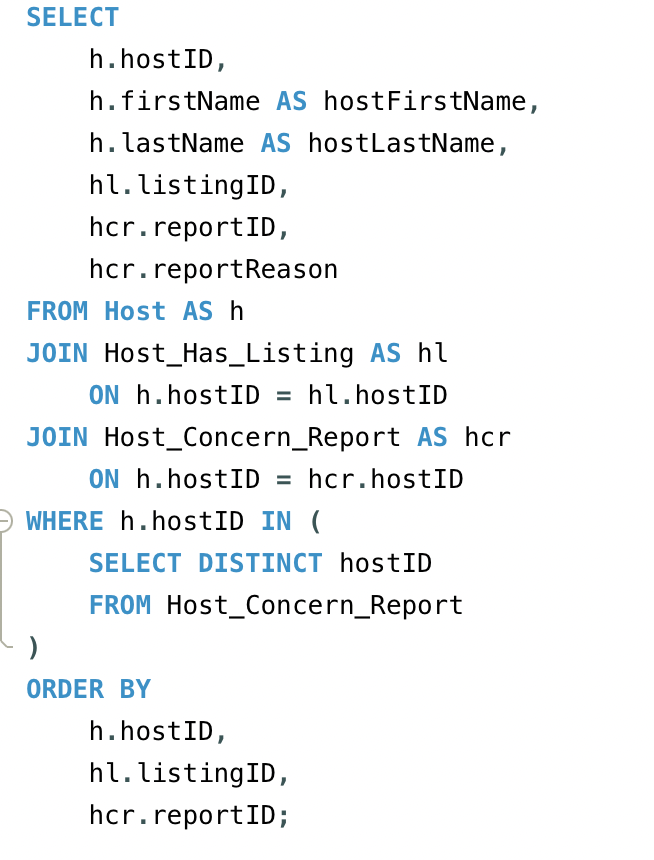 SELECT
    h.hostID,
    h.firstName AS hostFirstName,
    h.lastName AS hostLastName,
    hl.listingID,
    hcr.reportID,
    hcr.reportReason
FROM Host AS h
JOIN Host_Has_Listing AS hl
    ON h.hostID = hl.hostID
JOIN Host_Concern_Report AS hcr
    ON h.hostID = hcr.hostID
WHERE h.hostID IN (
    SELECT DISTINCT hostID
    FROM Host_Concern_Report
)
ORDER BY
    h.hostID,
    hl.listingID,
    hcr.reportID;